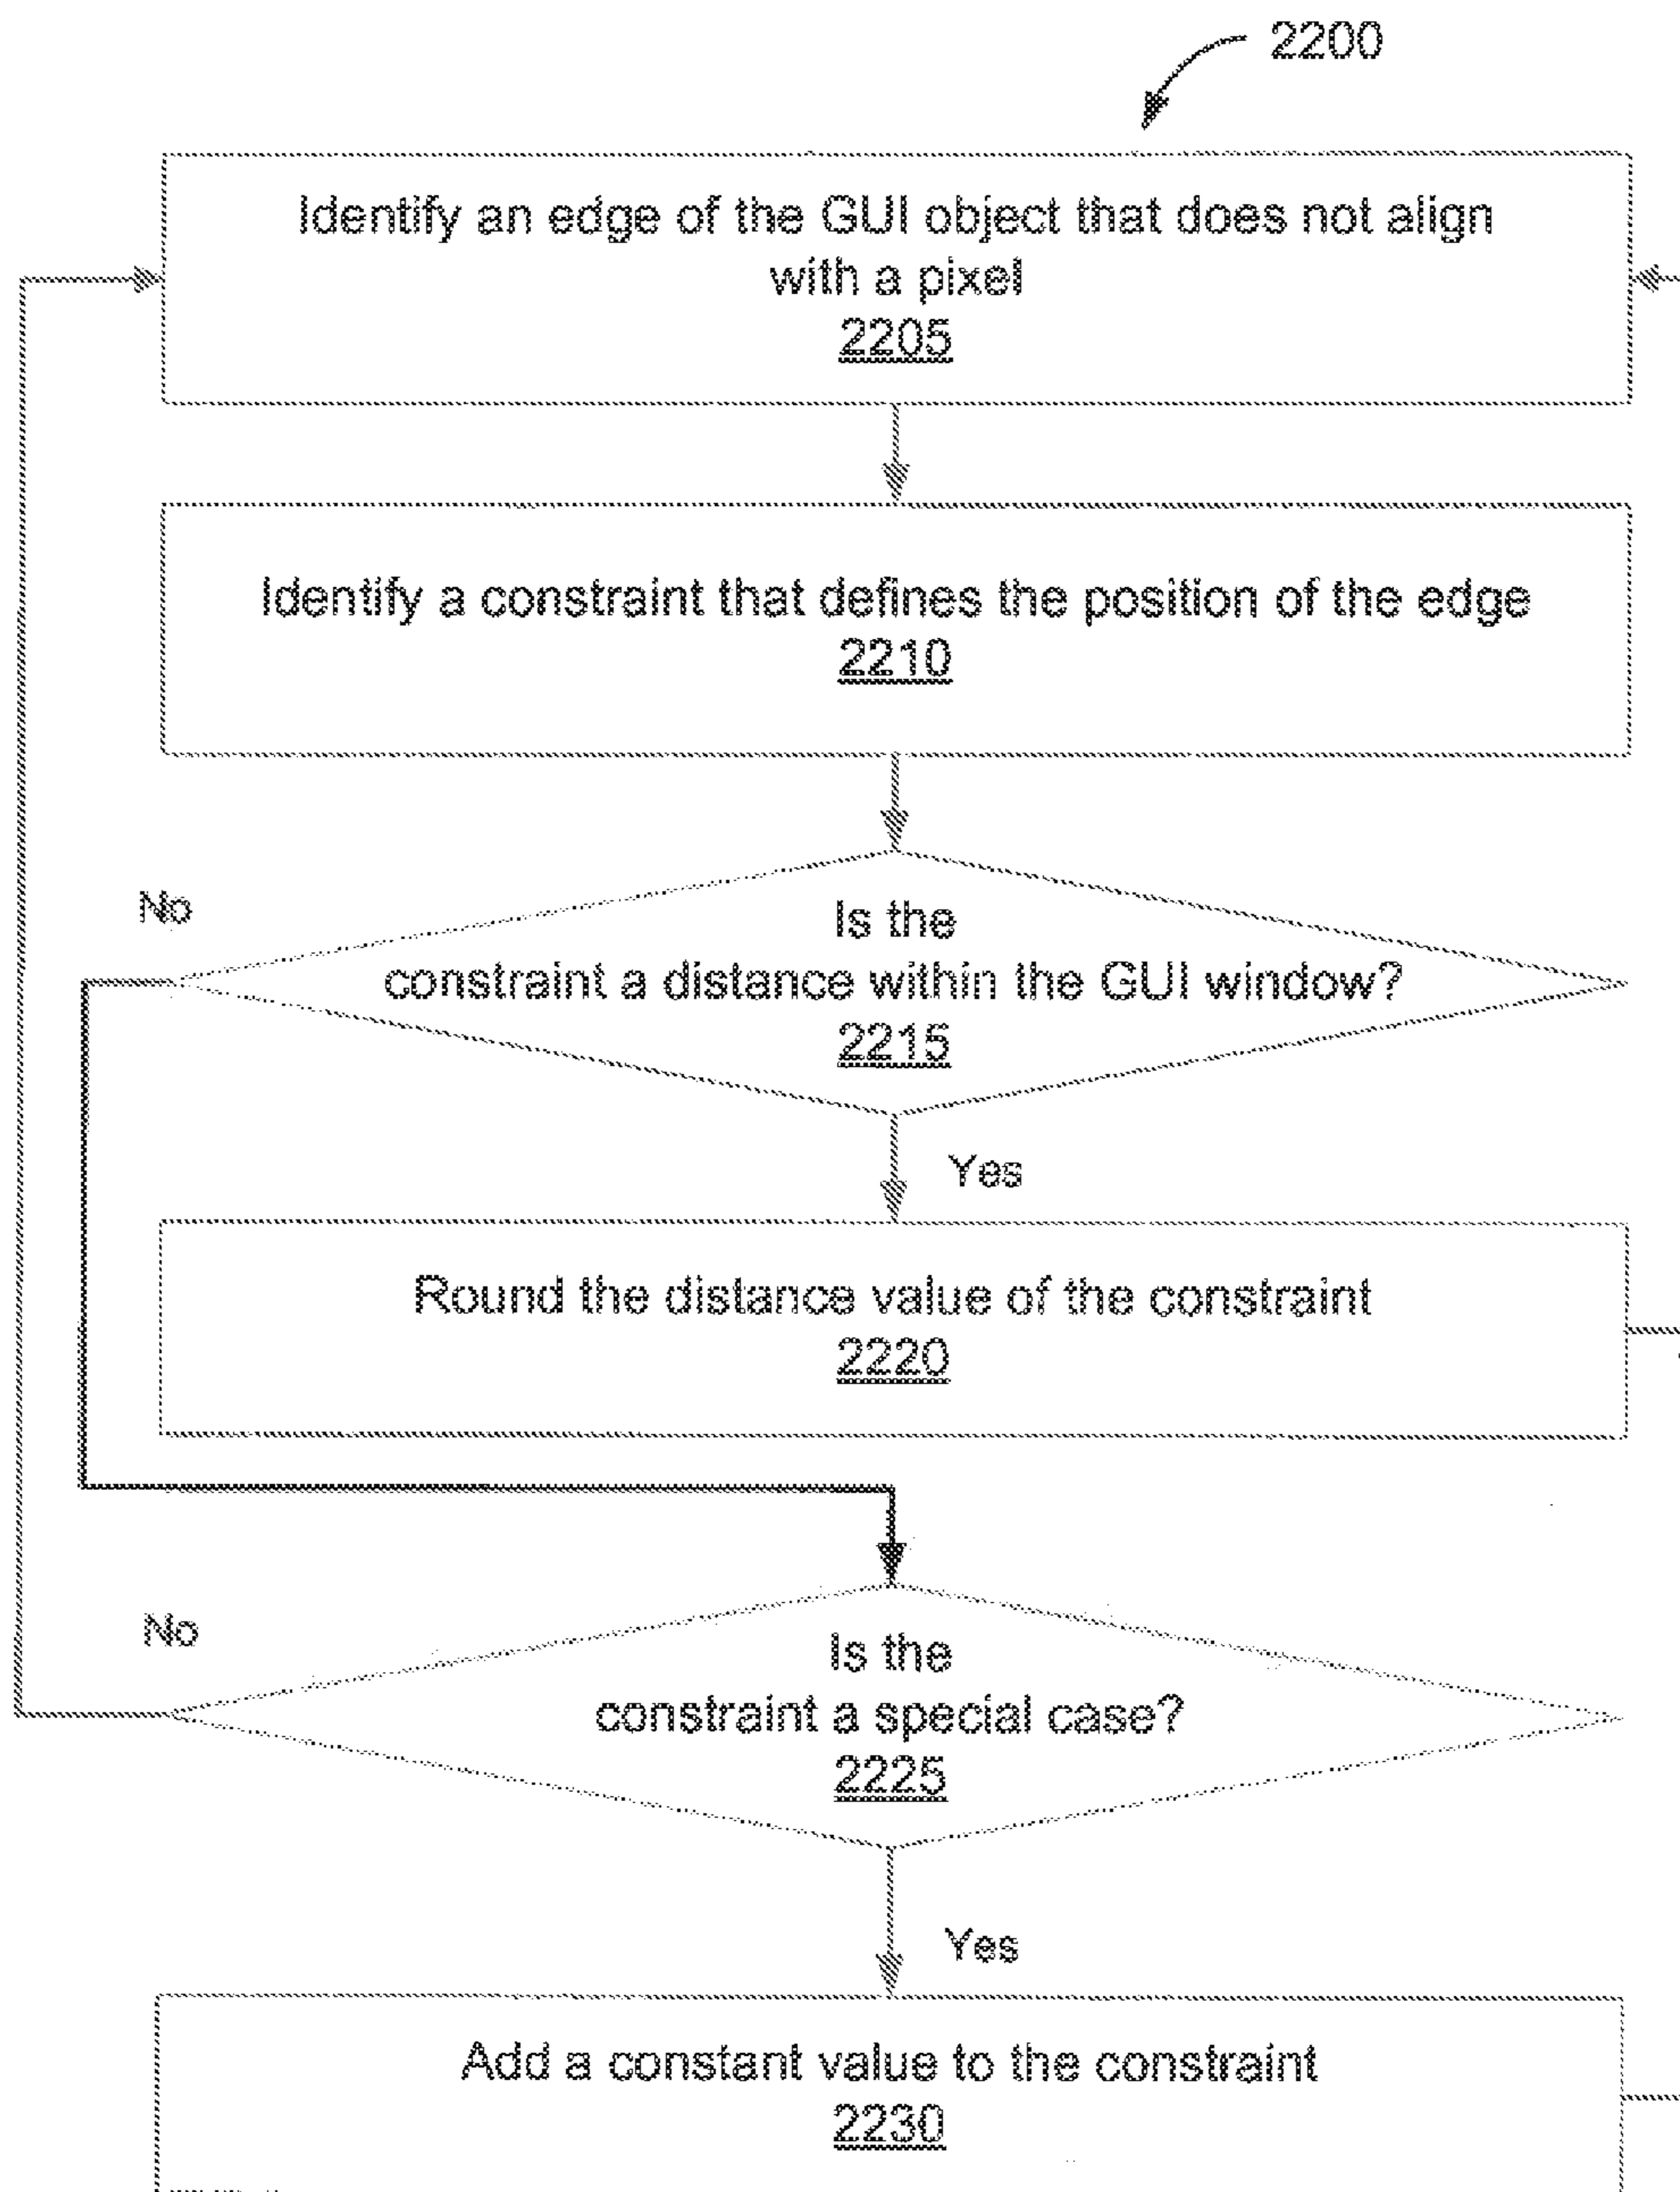 2200
Identify an edge of the GUI object that does not align
with a pixel
2205
Identify a constraint that defines the position of the edge
2210
No
Is the
constraint a distance within the GUI window?
2215
Yes
Round the distance value of the constraint
2220
No
Is the
constraint a special case?
2225
Yes
Add a constant value to the constraint
2230